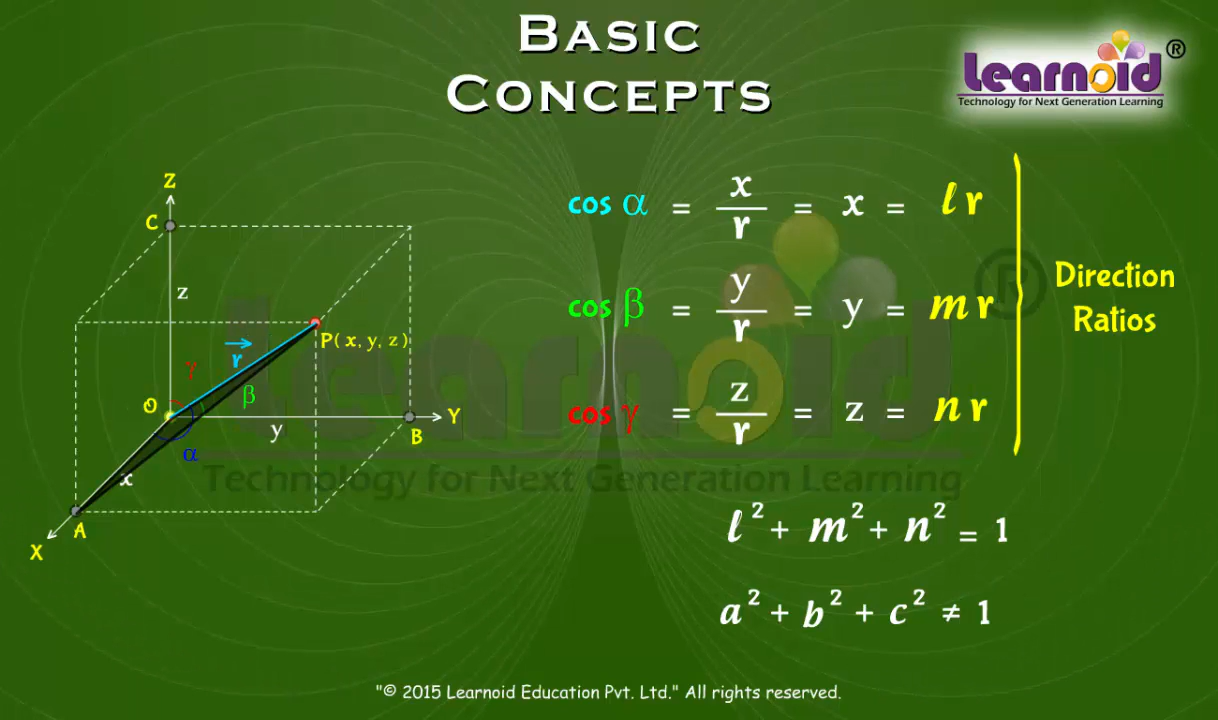 BASIC
CONCEPTS
Learnoid ®
Technology for Next Generation Learning
Z
C
z
P( x, y, z )
r
γ
β
O
Y
y
B
α
x
A
X
cos α = x/r = x = l r
cos β = y/r = y = m r
cos γ = z/r = z = n r
Direction
Ratios
Learnoid ®
Technology for Next Generation Learning
l² + m² + n² = 1
a² + b² + c² ≠ 1
"© 2015 Learnoid Education Pvt. Ltd." All rights reserved.